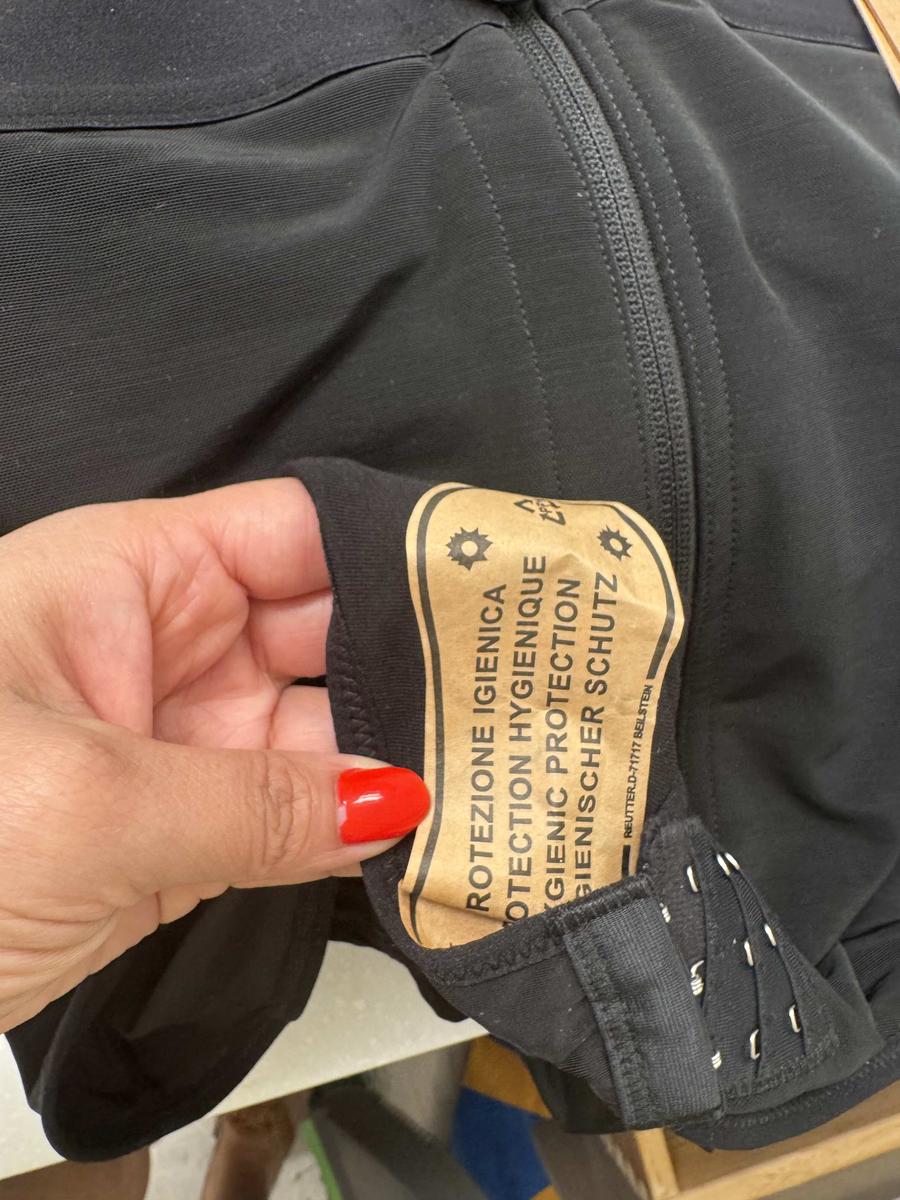 ROTEZIONE IGIENICA
OTECTION HYGIENIQUE
YGIENIC PROTECTION
GIENISCHER SCHUTZ
REUTTER.D-71717 BEILSTEIN